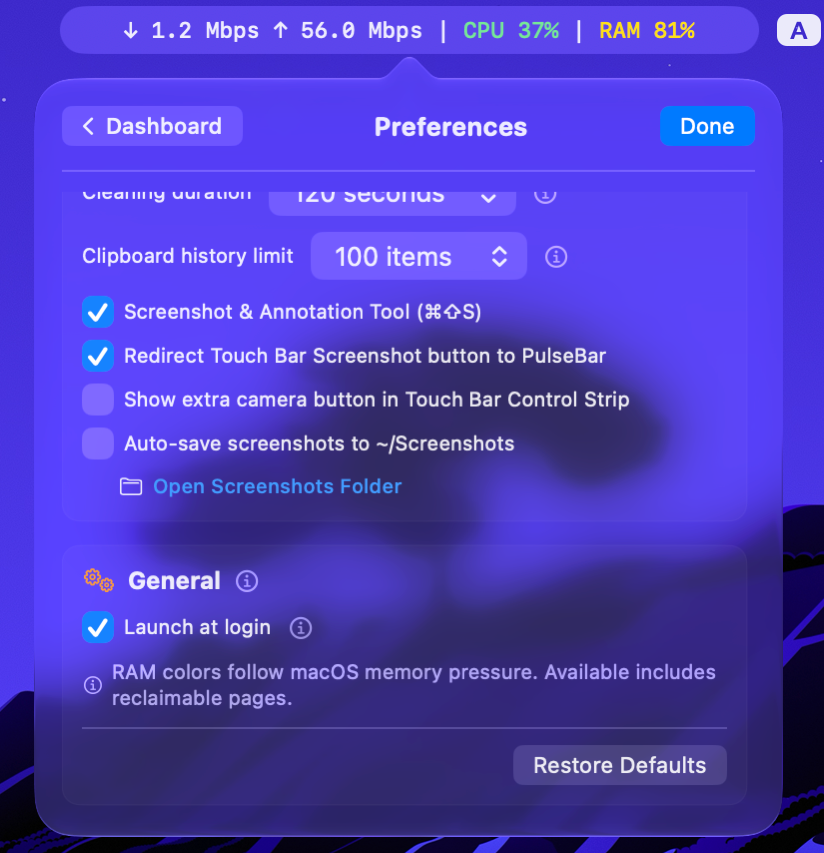 ↓ 1.2 Mbps ↑ 56.0 Mbps | CPU 37% | RAM 81%
A
Dashboard
Preferences
Done
Cleaning duration
120 seconds
Clipboard history limit
100 items
Screenshot & Annotation Tool (⌘⇧S)
Redirect Touch Bar Screenshot button to PulseBar
Show extra camera button in Touch Bar Control Strip
Auto-save screenshots to ~/Screenshots
Open Screenshots Folder
General
Launch at login
RAM colors follow macOS memory pressure. Available includes
reclaimable pages.
Restore Defaults